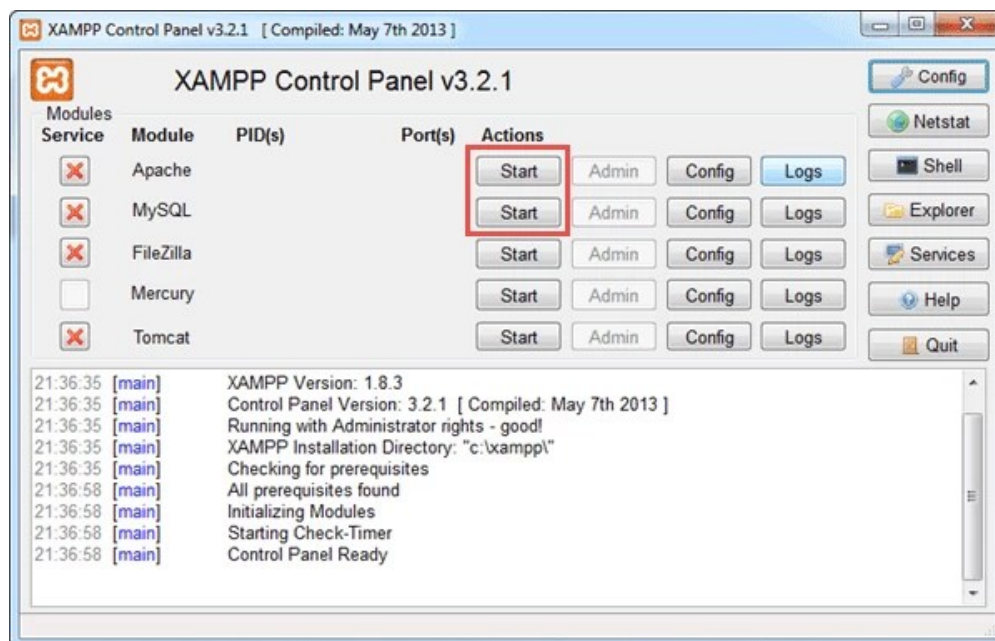 XAMPP Control Panel v3.2.1 [ Compiled: May 7th 2013 ]
XAMPP Control Panel v3.2.1
Config
Modules
Service Module PID(s) Port(s) Actions
Netstat
Apache Start Admin Config Logs
Shell
MySQL Start Admin Config Logs
Explorer
FileZilla Start Admin Config Logs
Services
Mercury Start Admin Config Logs
Help
Tomcat Start Admin Config Logs
Quit
21:36:35 [main] XAMPP Version: 1.8.3
21:36:35 [main] Control Panel Version: 3.2.1 [ Compiled: May 7th 2013 ]
21:36:35 [main] Running with Administrator rights - good!
21:36:35 [main] XAMPP Installation Directory: "c:\xampp\"
21:36:35 [main] Checking for prerequisites
21:36:58 [main] All prerequisites found
21:36:58 [main] Initializing Modules
21:36:58 [main] Starting Check-Timer
21:36:58 [main] Control Panel Ready